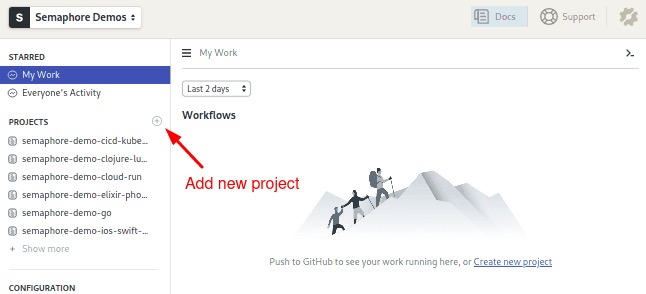 S Semaphore Demos
Docs
Support
STARRED
My Work
Everyone's Activity
PROJECTS
semaphore-demo-cicd-kube...
semaphore-demo-clojure-lu...
semaphore-demo-cloud-run
semaphore-demo-elixir-pho...
semaphore-demo-go
semaphore-demo-ios-swift-...
+ Show more
CONFIGURATION
My Work
Last 2 days
Workflows
Add new project
Push to GitHub to see your work running here, or Create new project